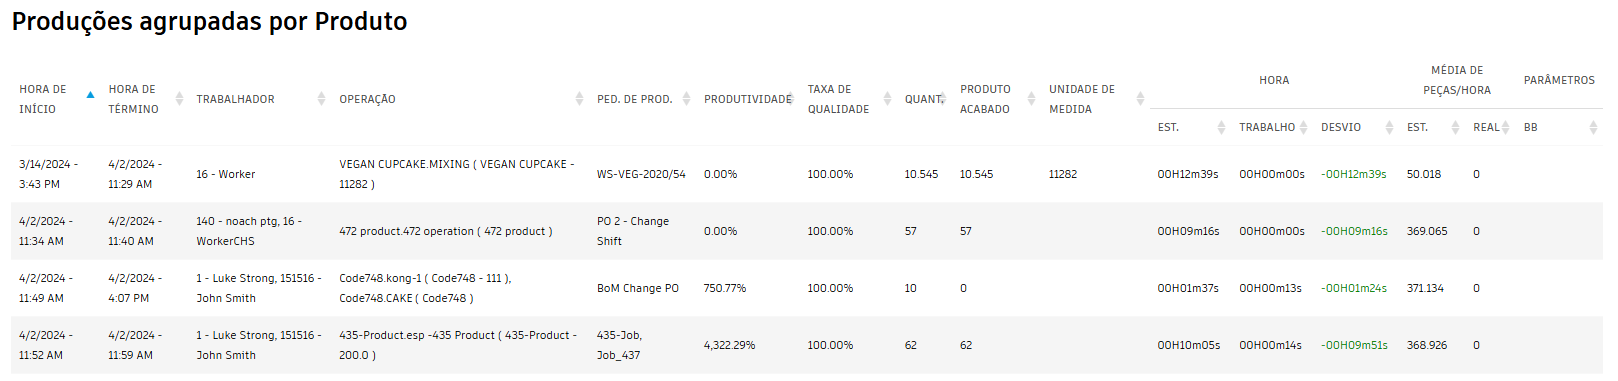 Produções agrupadas por Produto
HORA DE INÍCIO HORA DE TÉRMINO TRABALHADOR OPERAÇÃO PED. DE PROD. PRODUTIVIDADE TAXA DE QUALIDADE QUANT. PRODUTO ACABADO UNIDADE DE MEDIDA HORA MÉDIA DE PEÇAS/HORA PARÂMETROS
EST. TRABALHO DESVIO EST. REAL BB
3/14/2024 - 3:43 PM 4/2/2024 - 11:29 AM 16 - Worker VEGAN CUPCAKE.MIXING ( VEGAN CUPCAKE - 11282 ) WS-VEG-2020/54 0.00% 100.00% 10.545 10.545 11282 00H12m39s 00H00m00s -00H12m39s 50.018 0
4/2/2024 - 11:34 AM 4/2/2024 - 11:40 AM 140 - noach ptg, 16 - WorkerCHS 472 product.472 operation ( 472 product ) PO 2 - Change Shift 0.00% 100.00% 57 57 00H09m16s 00H00m00s -00H09m16s 369.065 0
4/2/2024 - 11:49 AM 4/2/2024 - 4:07 PM 1 - Luke Strong, 151516 - John Smith Code748.kong-1 ( Code748 - 111 ), Code748.CAKE ( Code748 ) BoM Change PO 750.77% 100.00% 10 0 00H01m37s 00H00m13s -00H01m24s 371.134 0
4/2/2024 - 11:52 AM 4/2/2024 - 11:59 AM 1 - Luke Strong, 151516 - John Smith 435-Product.esp -435 Product ( 435-Product - 200.0 ) 435-Job, Job_437 4,322.29% 100.00% 62 62 00H10m05s 00H00m14s -00H09m51s 368.926 0